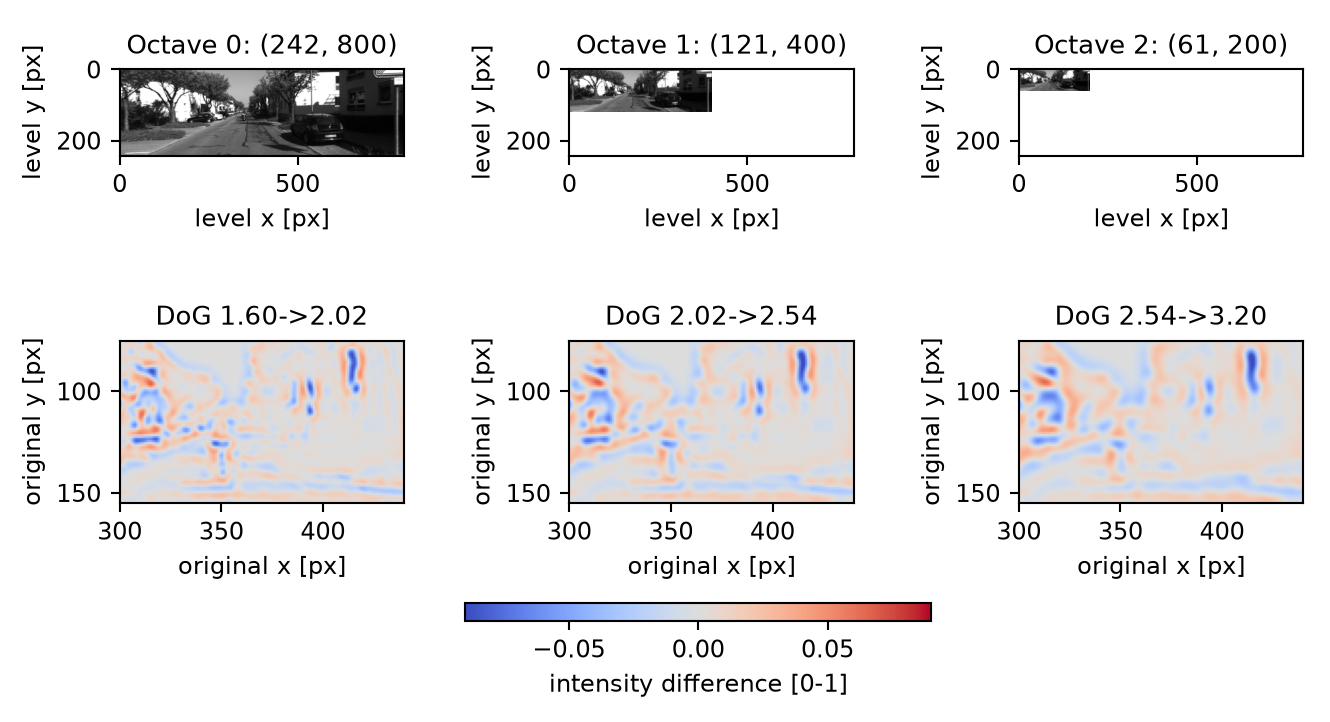 Octave 0: (242, 800)
Octave 1: (121, 400)
Octave 2: (61, 200)
level y [px]
0
200
0
500
level x [px]
level y [px]
0
200
0
500
level x [px]
level y [px]
0
200
0
500
level x [px]
DoG 1.60->2.02
DoG 2.02->2.54
DoG 2.54->3.20
original y [px]
100
150
300
350
400
original x [px]
original y [px]
100
150
300
350
400
original x [px]
original y [px]
100
150
300
350
400
original x [px]
−0.05
0.00
0.05
intensity difference [0-1]